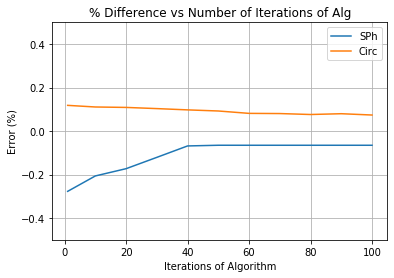 % Difference vs Number of Iterations of Alg
SPh
Circ
Error (%)
0.4
0.2
0.0
−0.2
−0.4
0 20 40 60 80 100
Iterations of Algorithm